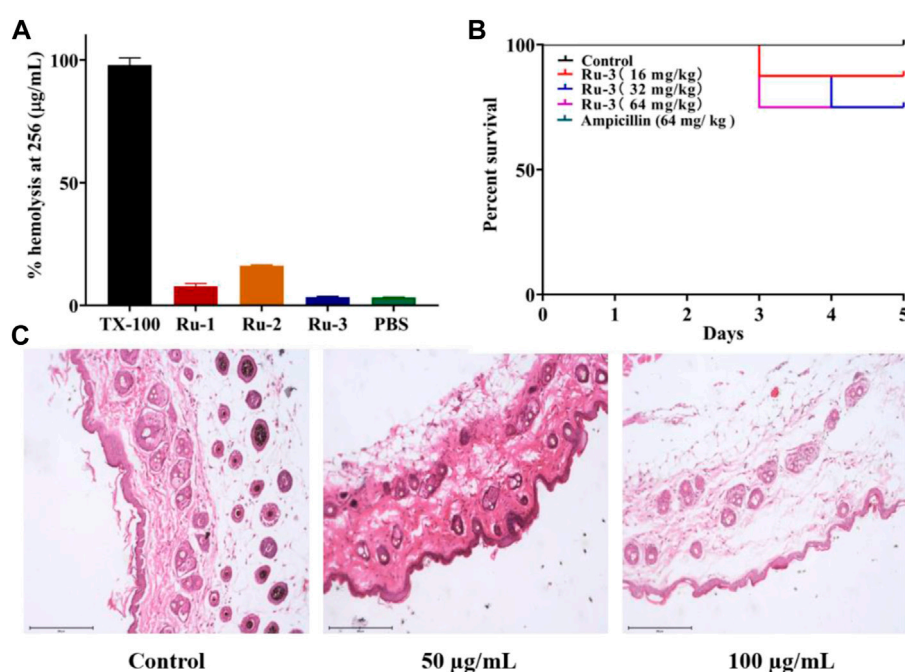 A
% hemolysis at 256 (µg/mL)
100
50
0
TX-100 Ru-1 Ru-2 Ru-3 PBS
B
Percent survival
100
50
0
Control
Ru-3( 16 mg/kg)
Ru-3( 32 mg/kg)
Ru-3( 64 mg/kg)
Ampicillin (64 mg/ kg )
0 1 2 3 4 5
Days
C
Control 50 µg/mL 100 µg/mL